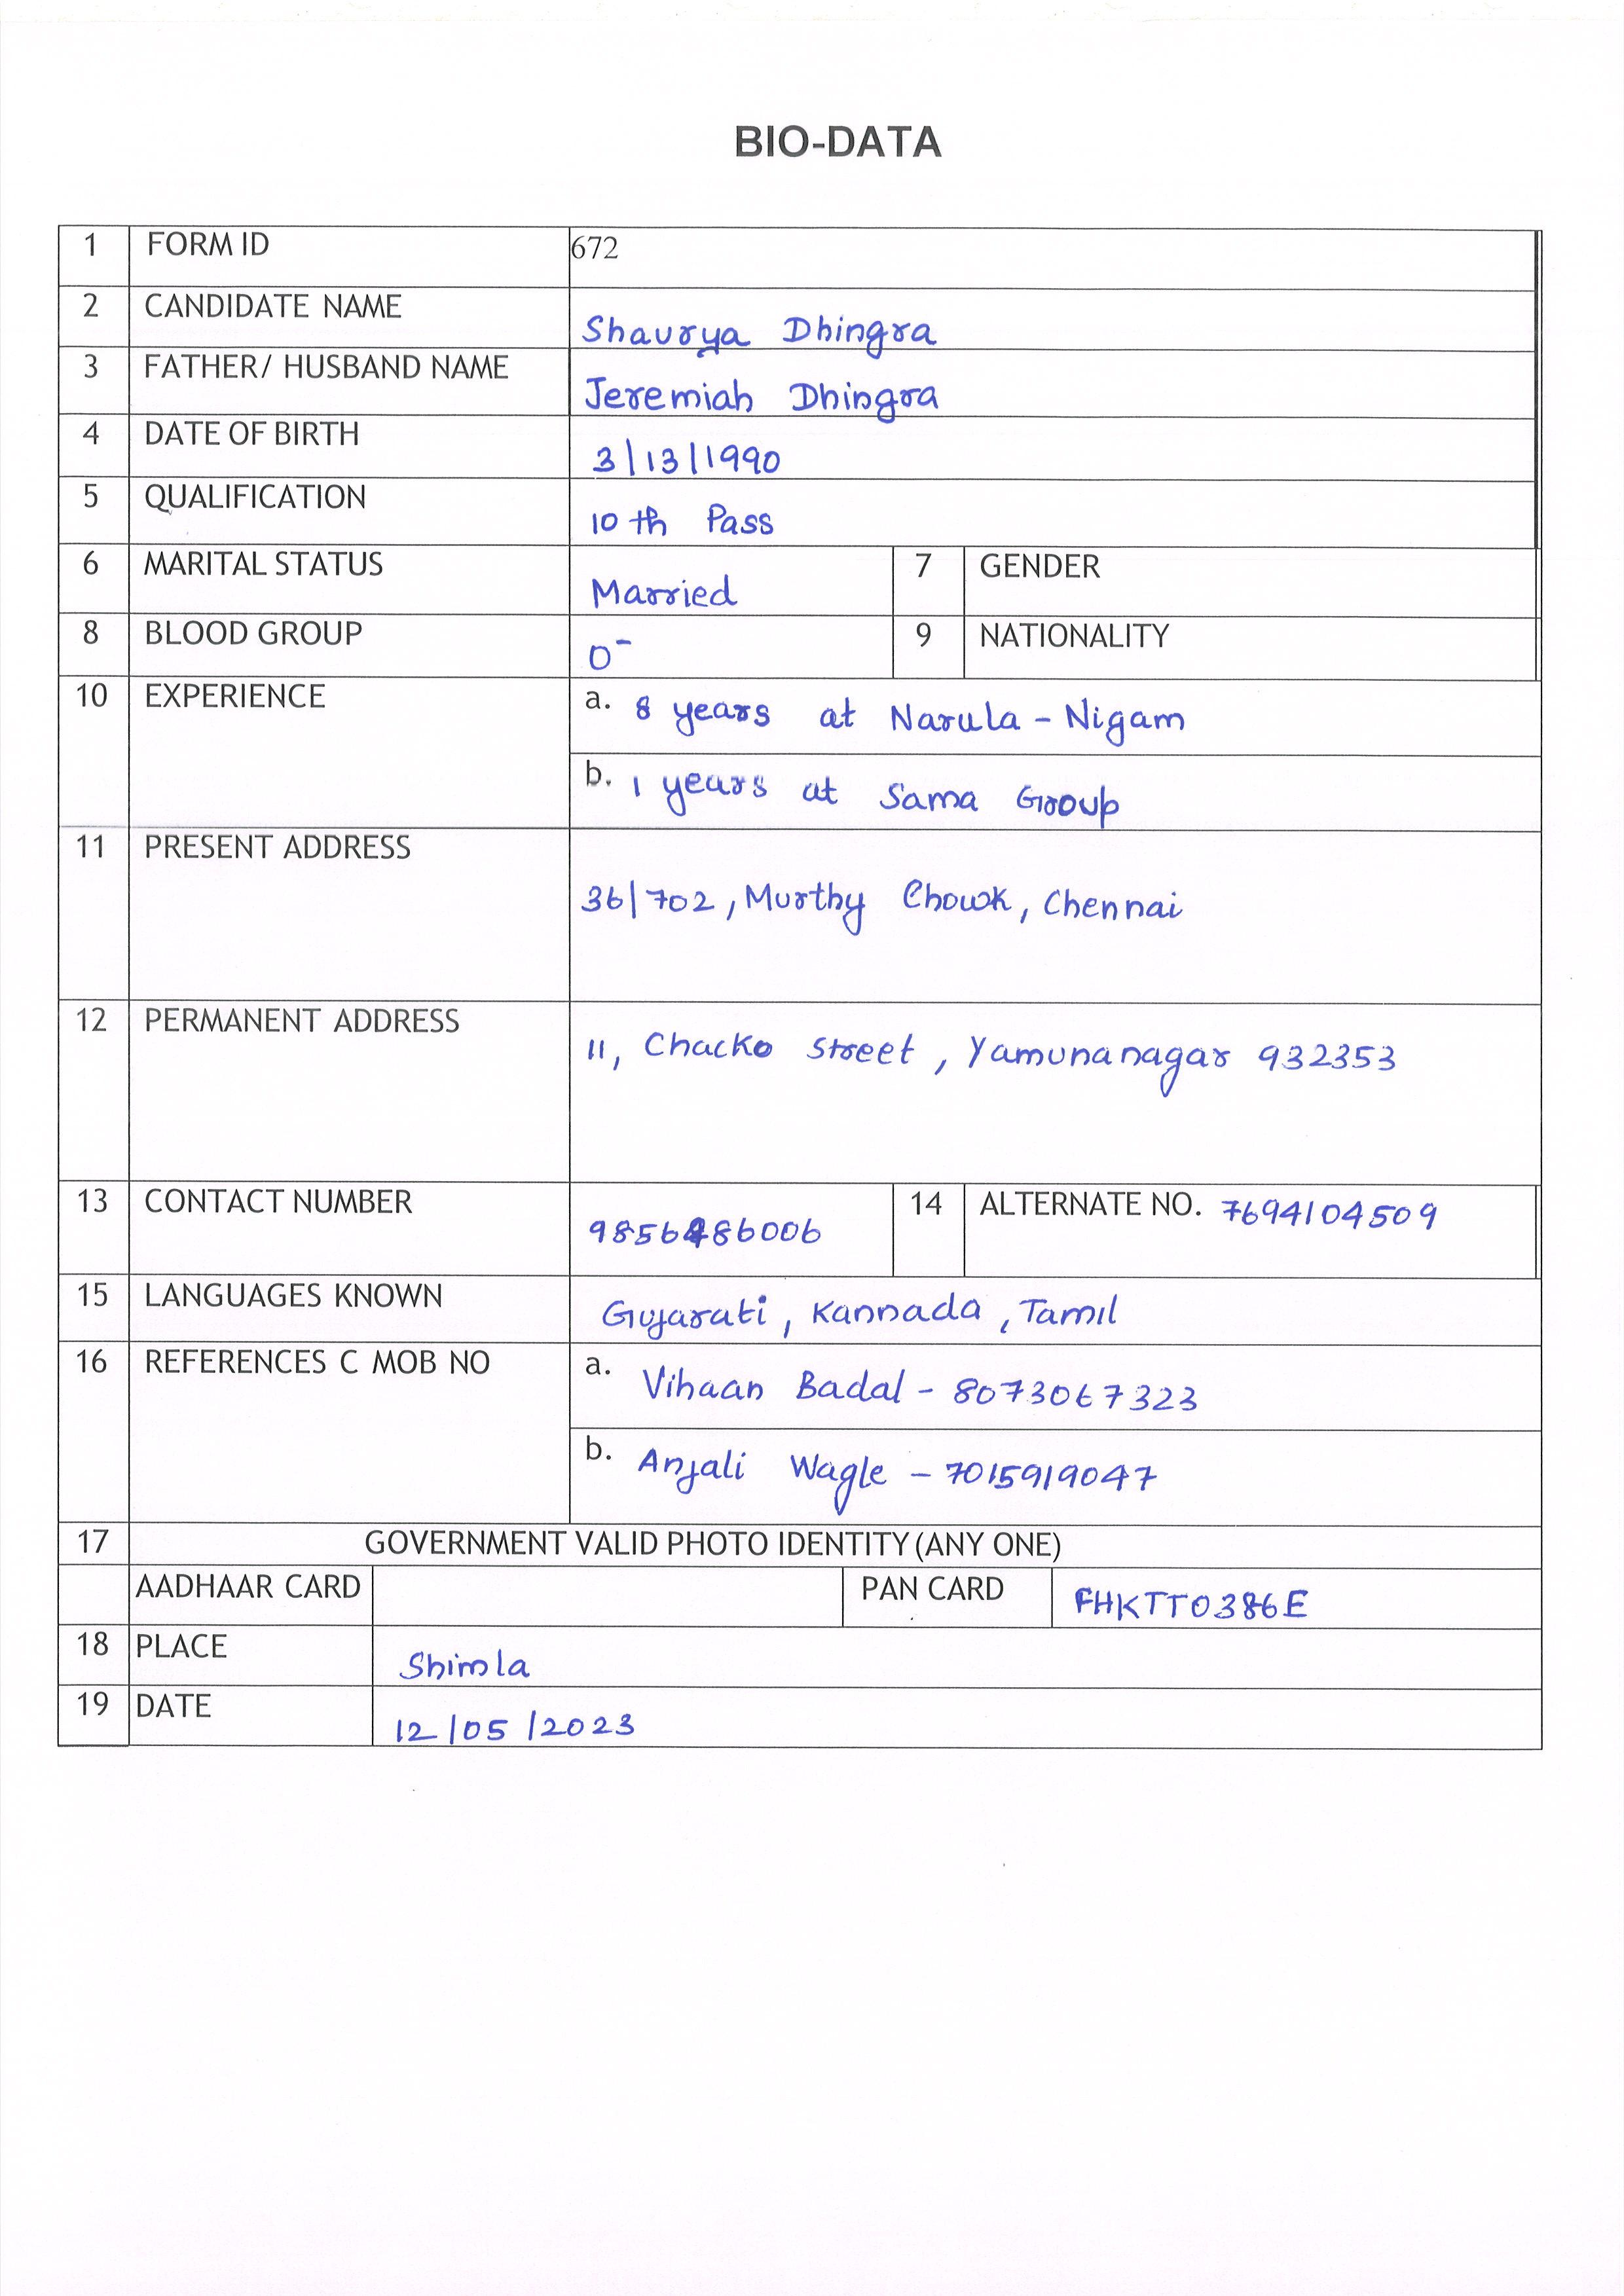 BIO-DATA
1 FORM ID 672
2 CANDIDATE NAME Shaurya Dhingra
3 FATHER/ HUSBAND NAME Jeremiah Dhingra
4 DATE OF BIRTH 3/13/1990
5 QUALIFICATION 10th Pass
6 MARITAL STATUS Married 7 GENDER
8 BLOOD GROUP O- 9 NATIONALITY
10 EXPERIENCE a. 8 years at Narula - Nigam
b. 1 years at Sama Group
11 PRESENT ADDRESS
36/702, Murthy Chowk, Chennai
12 PERMANENT ADDRESS
11, Chacko Street, Yamunanagar 932353
13 CONTACT NUMBER 9856486006 14 ALTERNATE NO. 7694104509
15 LANGUAGES KNOWN Gujarati, Kannada, Tamil
16 REFERENCES C MOB NO a. Vihaan Badal - 8073067323
b. Anjali Wagle - 7015919047
17 GOVERNMENT VALID PHOTO IDENTITY (ANY ONE)
AADHAAR CARD PAN CARD FHKTT0386E
18 PLACE Shimla
19 DATE 12/05/2023